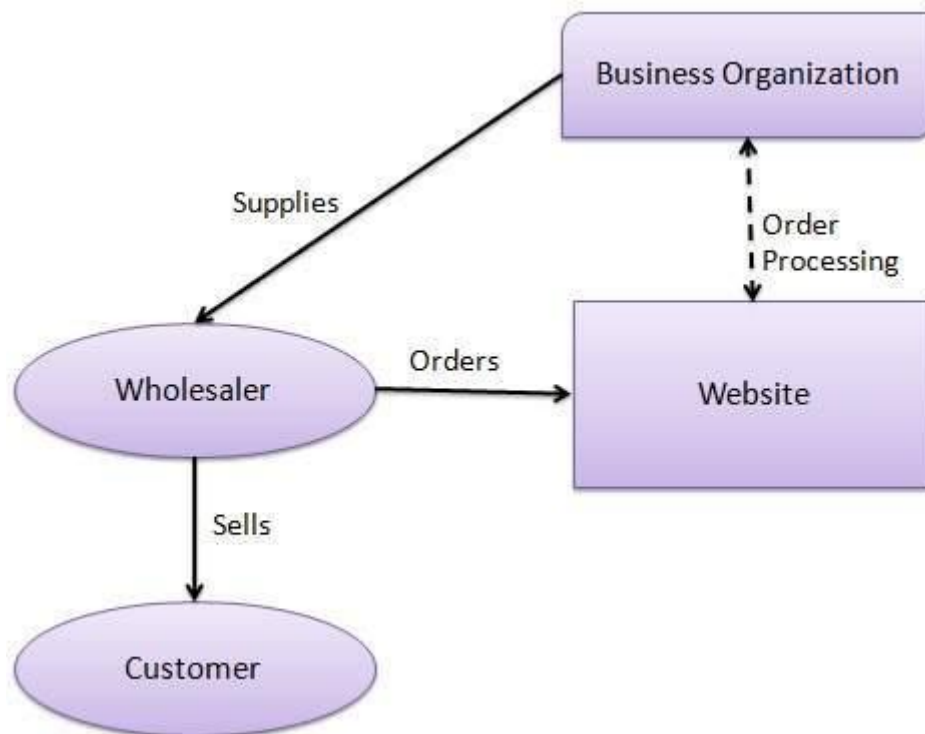 Business Organization
Supplies
Order
Processing
Orders
Wholesaler
Website
Sells
Customer